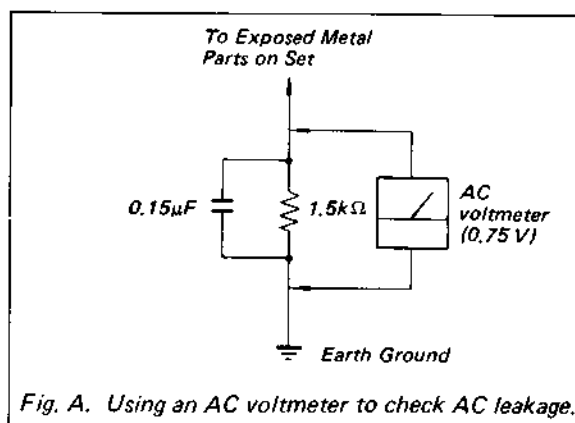 To Exposed Metal
Parts on Set
0.15μF
1.5kΩ
AC
voltmeter
(0.75 V)
Earth Ground
Fig. A. Using an AC voltmeter to check AC leakage.